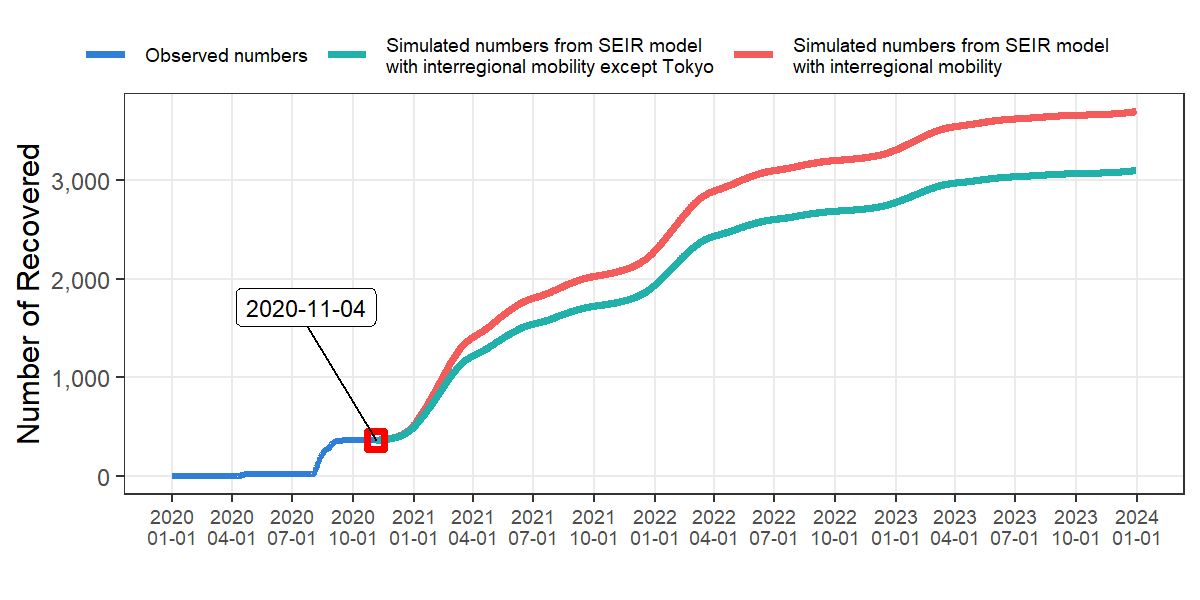 Observed numbers
Simulated numbers from SEIR model
with interregional mobility except Tokyo
Simulated numbers from SEIR model
with interregional mobility
Number of Recovered
3,000
2,000
1,000
0
2020-11-04
2020 2020 2020 2020 2021 2021 2021 2021 2022 2022 2022 2022 2023 2023 2023 2023 2024
01-01 04-01 07-01 10-01 01-01 04-01 07-01 10-01 01-01 04-01 07-01 10-01 01-01 04-01 07-01 10-01 01-01